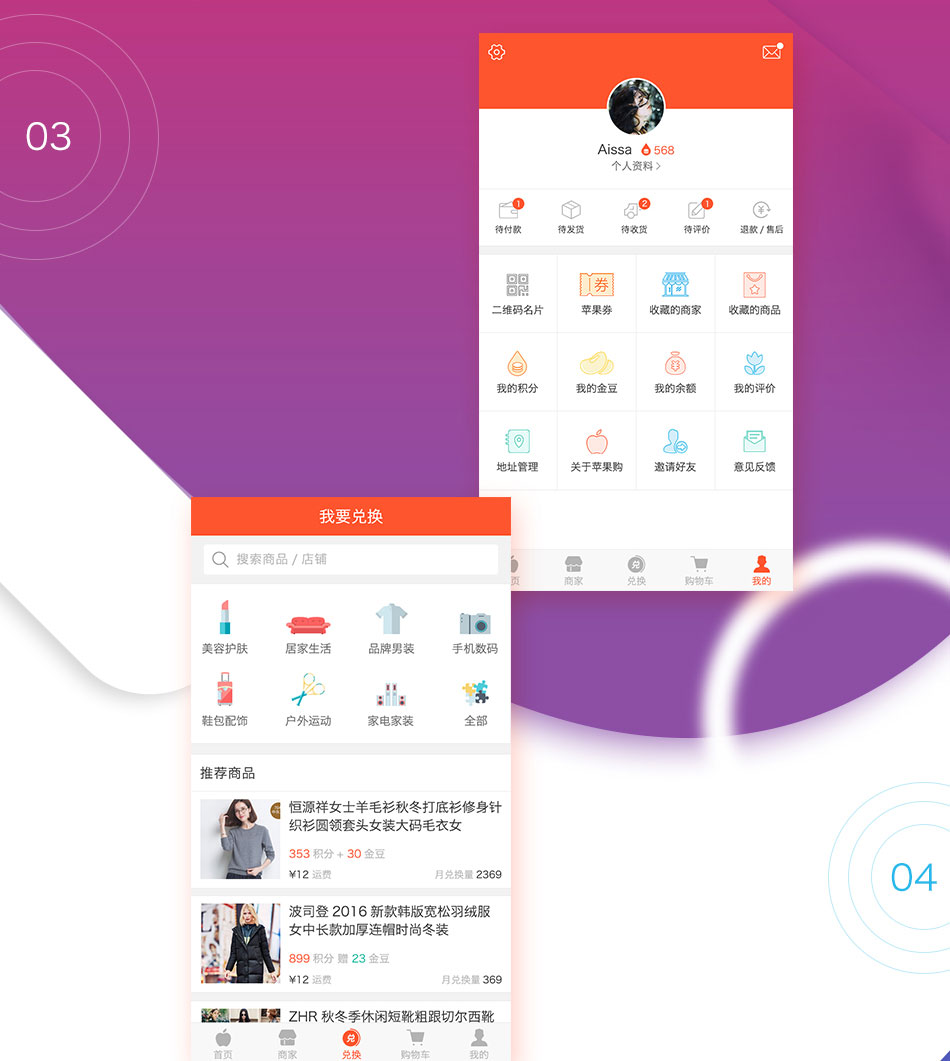 03
Aissa 568
个人资料 >
1
2
1
待付款
待发货
待收货
待评价
退款 / 售后
券
二维码名片
苹果券
收藏的商家
收藏的商品
我的积分
我的金豆
我的余额
我的评价
地址管理
关于苹果购
邀请好友
意见反馈
页
商家
兑换
购物车
我的
我要兑换
搜索商品 / 店铺
美容护肤
居家生活
品牌男装
手机数码
鞋包配饰
户外运动
家电家装
全部
推荐商品
恒源祥女士羊毛衫秋冬打底衫修身针
织衫圆领套头女装大码毛衣女
353 积分 + 30 金豆
¥12 运费
月兑换量 2369
波司登 2016 新款韩版宽松羽绒服
女中长款加厚连帽时尚冬装
899 积分 赠 23 金豆
¥12 运费
月兑换量 369
ZHR 秋冬季休闲短靴粗跟切尔西靴
首页
商家
兑换
购物车
我的
04